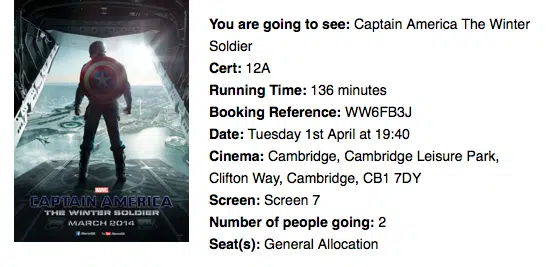 You are going to see: Captain America The Winter
Soldier
Cert: 12A
Running Time: 136 minutes
Booking Reference: WW6FB3J
Date: Tuesday 1st April at 19:40
Cinema: Cambridge, Cambridge Leisure Park,
Clifton Way, Cambridge, CB1 7DY
Screen: Screen 7
Number of people going: 2
Seat(s): General Allocation
MARVEL
CAPTAIN AMERICA
THE WINTER SOLDIER
MARCH 2014